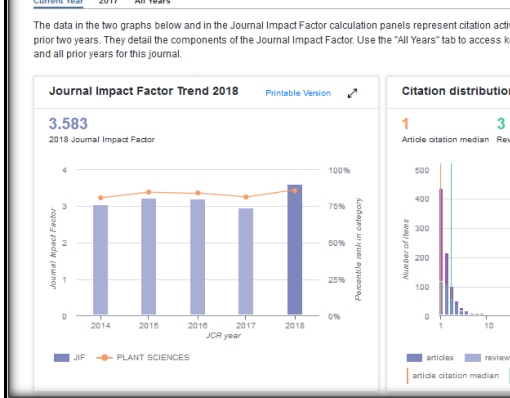 Current Year 2017 All Years
The data in the two graphs below and in the Journal Impact Factor calculation panels represent citation
prior two years. They detail the components of the Journal Impact Factor. Use the "All Years" tab to access
and all prior years for this journal.
Journal Impact Factor Trend 2018
Printable Version
3.583
2018 Journal Impact Factor
4
3
2
1
0
Journal Impact Factor
100%
75%
50%
25%
0%
Percentile rank in category
2014 2015 2016 2017 2018
JCR year
JIF PLANT SCIENCES
Citation distribution
1 3
Article citation median
500
400
300
200
100
0
Number of items
1 10
articles review
article citation median